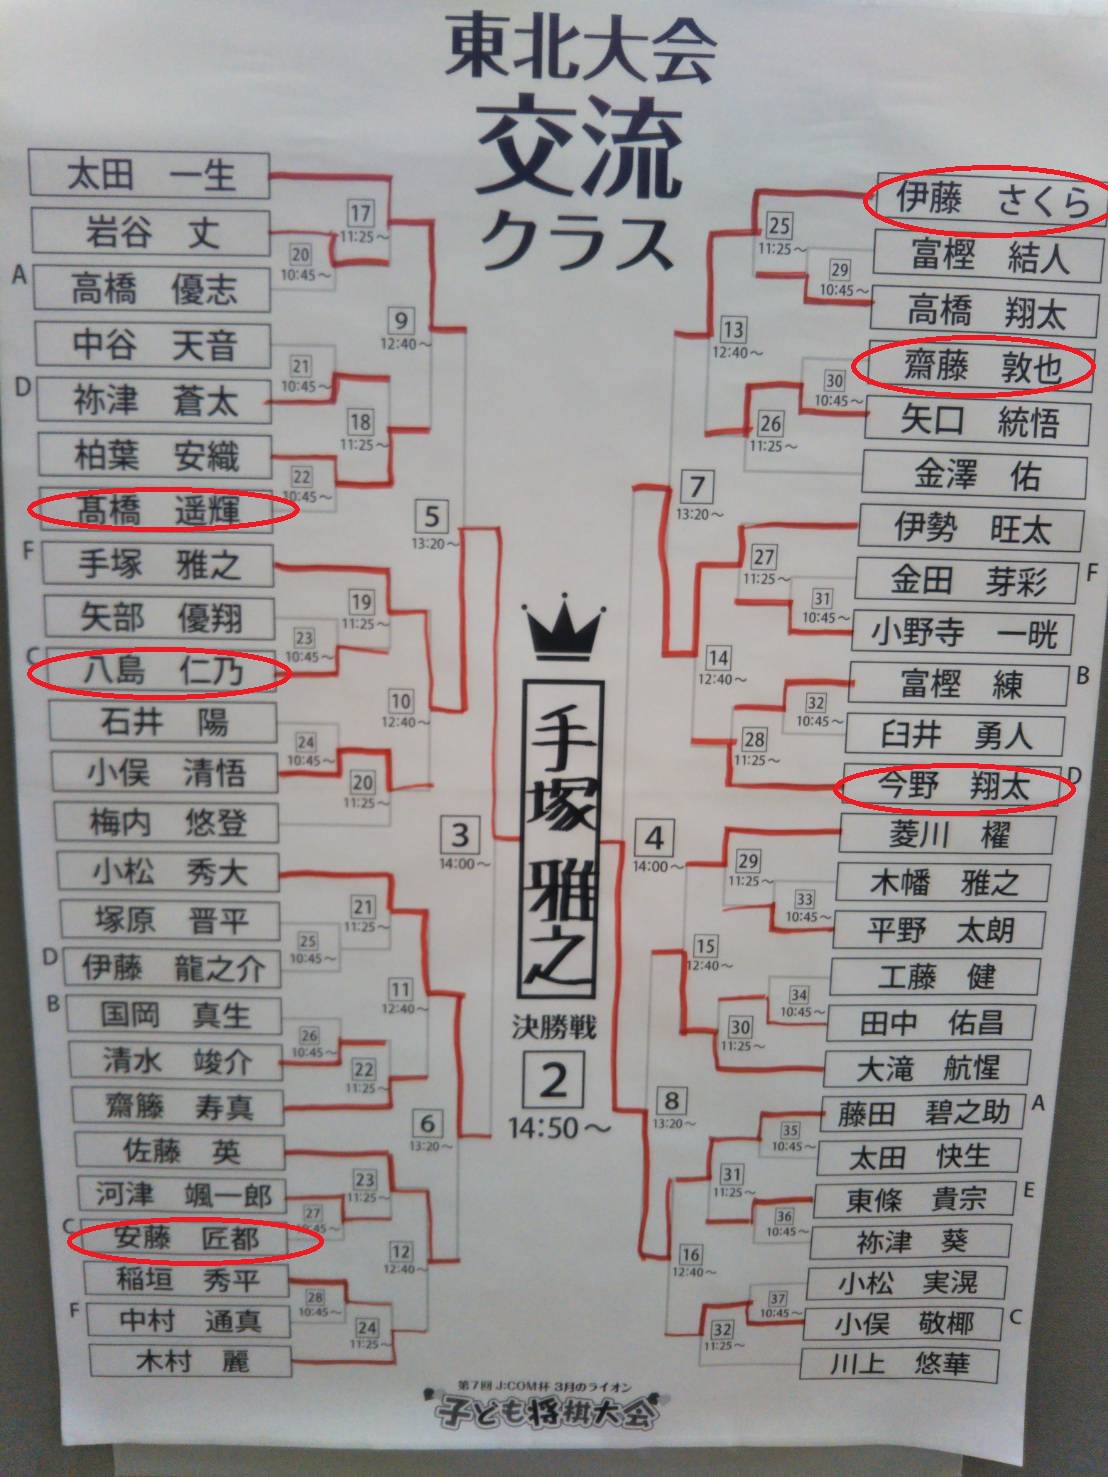 東北大会
交流
クラス
太田 一生
岩谷 丈
A
高橋 優志
中谷 天音
D
祢津 蒼太
柏葉 安織
髙橋 遥輝
F
手塚 雅之
矢部 優翔
C
八島 仁乃
石井 陽
小俣 清悟
梅内 悠登
小松 秀大
塚原 晋平
D
伊藤 龍之介
B
国岡 真生
清水 竣介
齋籐 寿真
佐藤 英
河津 颯一郎
C
安藤 匠都
稲垣 秀平
F
中村 通真
木村 麗
17
11:25～
20
10:45～
9
12:40～
21
10:45～
18
11:25～
22
10:45～
5
13:20～
19
11:25～
23
10:45～
10
12:40～
24
10:45～
20
11:25～
3
14:00～
21
11:25～
25
10:45～
11
12:40～
26
10:45～
22
11:25～
6
13:20～
23
11:25～
27
10:45～
12
12:40～
28
10:45～
24
11:25～
手塚 雅之
決勝戦
2
14:50～
伊藤 さくら
富樫 結人
高橋 翔太
齋藤 敦也
矢口 統悟
金澤 佑
伊勢 旺太
金田 芽彩
F
小野寺 一晄
富樫 練
B
臼井 勇人
今野 翔太
D
菱川 櫂
木幡 雅之
平野 太朗
工藤 健
田中 佑昌
大滝 航惺
藤田 碧之助
A
太田 快生
東條 貴宗
E
祢津 葵
小松 実滉
小俣 敬椰
C
川上 悠華
25
11:25～
29
10:45～
13
12:40～
30
10:45～
26
11:25～
7
13:20～
27
11:25～
31
10:45～
14
12:40～
32
10:45～
28
11:25～
4
14:00～
29
11:25～
33
10:45～
15
12:40～
34
10:45～
30
11:25～
8
13:20～
35
10:45～
31
11:25～
36
10:45～
16
12:40～
37
10:45～
32
11:25～
第7回 J:COM杯 3月のライオン
子ども将棋大会